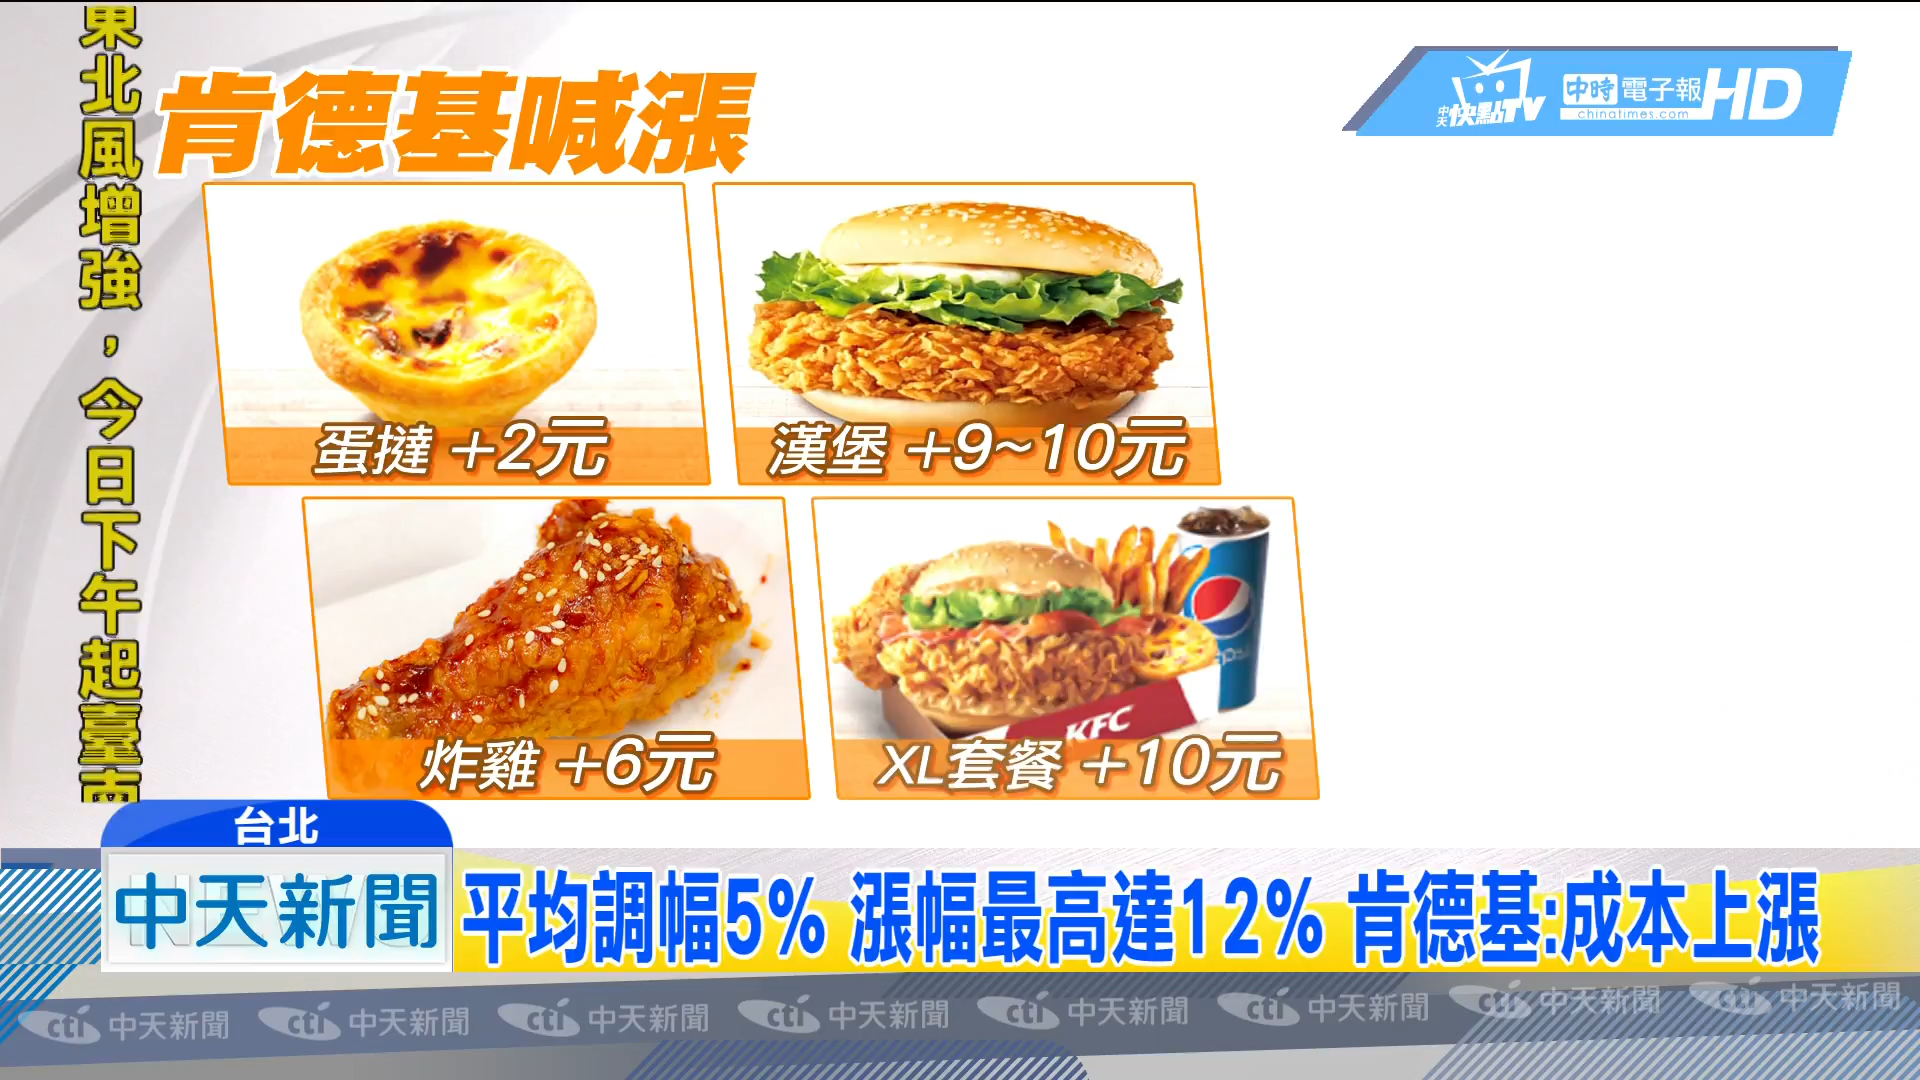 東北風增強，今日下午起臺南
肯德基喊漲
中天快點TV
中時電子報
chinatimes.com
HD
蛋撻 +2元
漢堡 +9~10元
炸雞 +6元
KFC
pepsi
XL套餐 +10元
台北
中天新聞
NEWS
平均調幅5% 漲幅最高達12% 肯德基:成本上漲
cti 中天新聞 cti 中天新聞 cti 中天新聞 cti 中天新聞 cti 中天新聞 cti 中天新聞 cti 中天新聞 cti 中天新聞